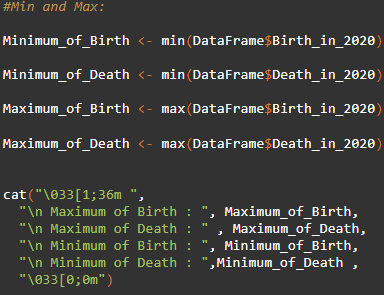 #Min and Max:
Minimum_of_Birth <- min(DataFrame$Birth_in_2020)
Minimum_of_Death <- min(DataFrame$Death_in_2020)
Maximum_of_Birth <- max(DataFrame$Birth_in_2020)
Maximum_of_Death <- max(DataFrame$Death_in_2020)
cat("\033[1;36m ",
"\n Maximum of Birth : ", Maximum_of_Birth,
"\n Maximum of Death : " , Maximum_of_Death,
"\n Minimum of Birth : ", Minimum_of_Birth,
"\n Minimum of Death : ",Minimum_of_Death ,
"\033[0;0m")